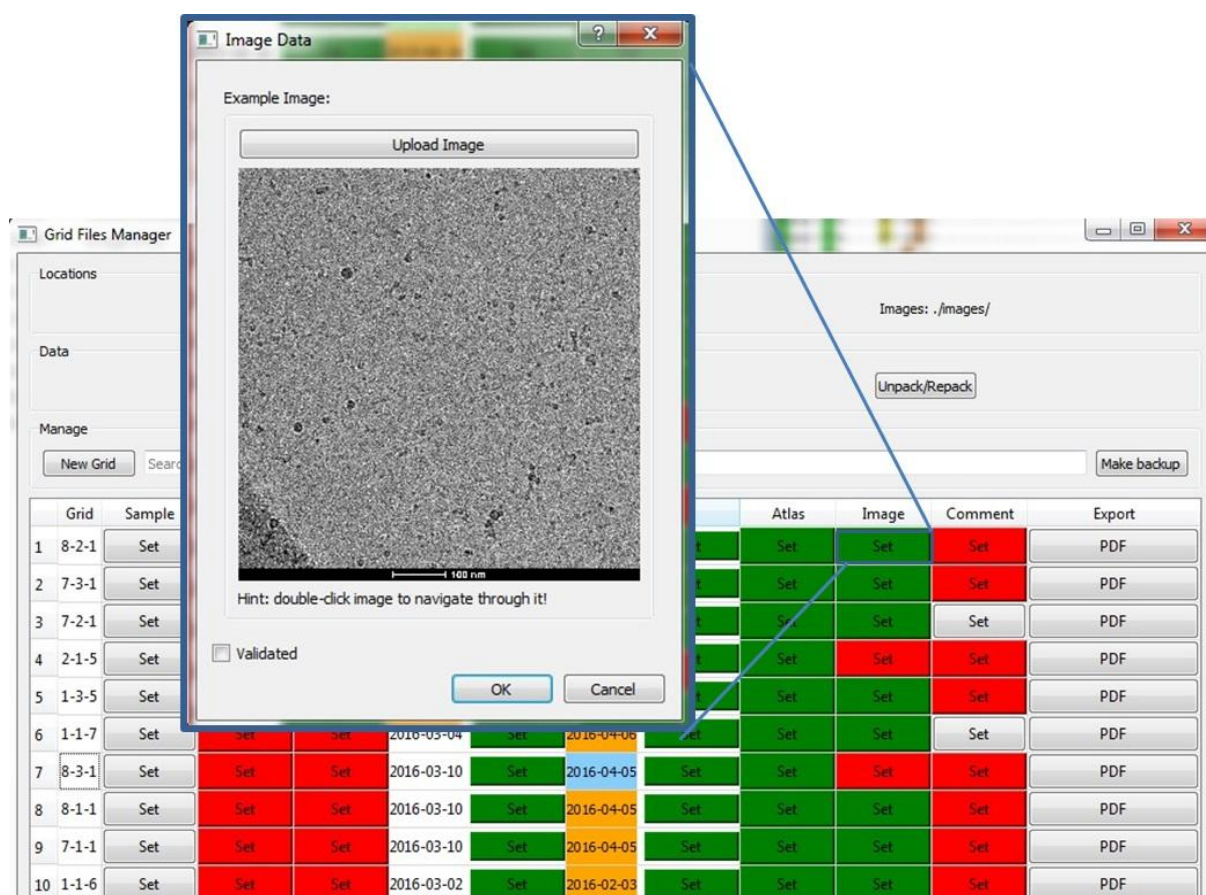 Image Data
Example Image:
Upload Image
100 nm
Hint: double-click image to navigate through it!
Validated
OK Cancel
Grid Files Manager
Locations
Images: ./images/
Data
Unpack/Repack
Manage
New Grid Searc Make backup
Grid Sample Atlas Image Comment Export
1 8-2-1 Set t Set Set Set PDF
2 7-3-1 Set t Set Set Set PDF
3 7-2-1 Set t Set Set Set PDF
4 2-1-5 Set t Set Set Set PDF
5 1-3-5 Set t Set Set Set PDF
6 1-1-7 Set Set Set 2016-03-04 Set 2016-04-06 Set Set Set Set PDF
7 8-3-1 Set Set Set 2016-03-10 Set 2016-04-05 Set Set Set Set PDF
8 8-1-1 Set Set Set 2016-03-10 Set 2016-04-05 Set Set Set Set PDF
9 7-1-1 Set Set Set 2016-03-10 Set 2016-04-05 Set Set Set Set PDF
10 1-1-6 Set Set Set 2016-03-02 Set 2016-02-03 Set Set Set Set PDF